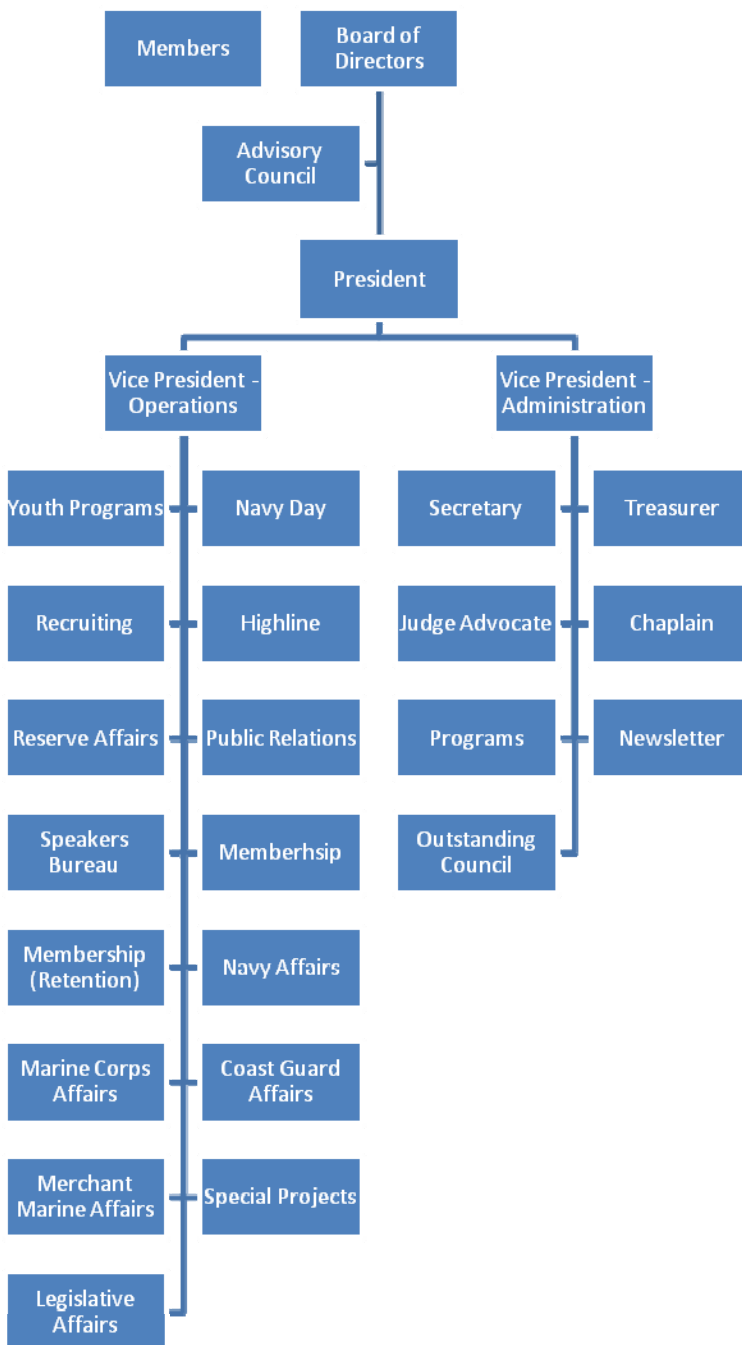 Members
Board of
Directors
Advisory
Council
President
Vice President -
Operations
Vice President -
Administration
Youth Programs
Navy Day
Secretary
Treasurer
Recruiting
Highline
Judge Advocate
Chaplain
Reserve Affairs
Public Relations
Programs
Newsletter
Speakers
Bureau
Memberhsip
Outstanding
Council
Membership
(Retention)
Navy Affairs
Marine Corps
Affairs
Coast Guard
Affairs
Merchant
Marine Affairs
Special Projects
Legislative
Affairs